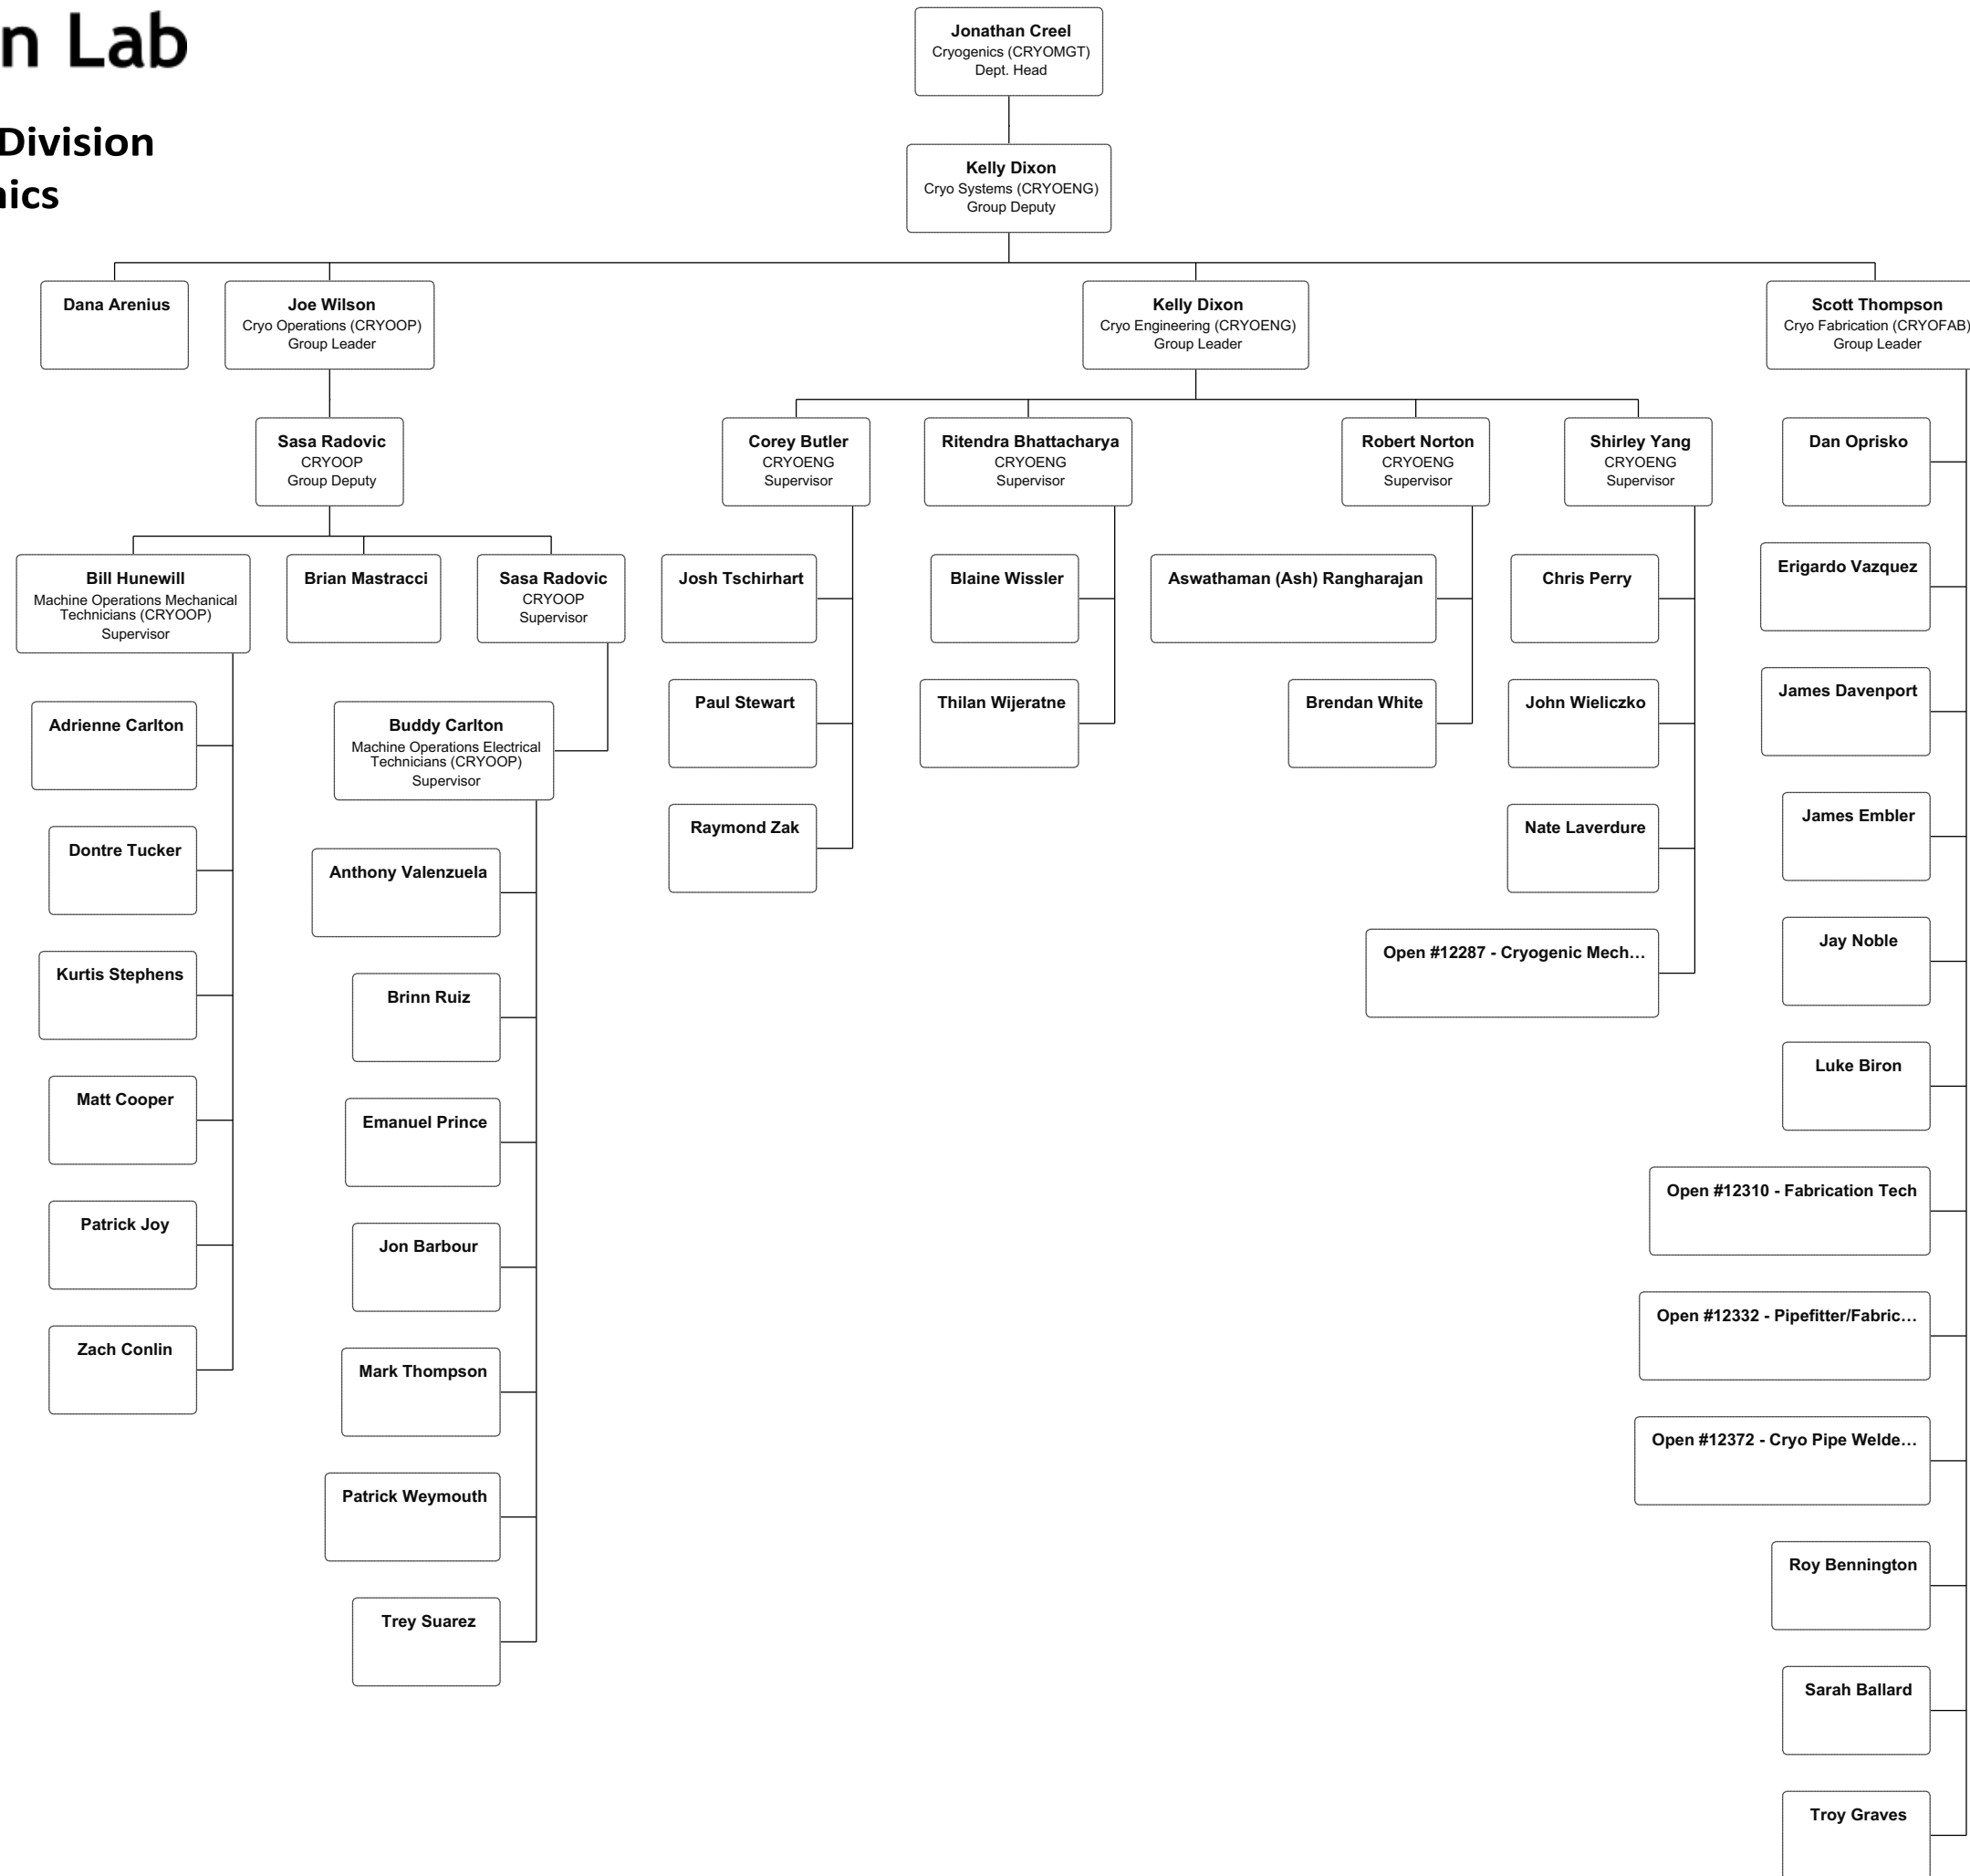 n Lab
Division
nics
Jonathan Creel
Cryogenics (CRYOMGT)
Dept. Head
Kelly Dixon
Cryo Systems (CRYOENG)
Group Deputy
Dana Arenius
Joe Wilson
Cryo Operations (CRYOOP)
Group Leader
Kelly Dixon
Cryo Engineering (CRYOENG)
Group Leader
Scott Thompson
Cryo Fabrication (CRYOFAB)
Group Leader
Sasa Radovic
CRYOOP
Group Deputy
Bill Hunewill
Machine Operations Mechanical
Technicians (CRYOOP)
Supervisor
Brian Mastracci
Sasa Radovic
CRYOOP
Supervisor
Adrienne Carlton
Dontre Tucker
Kurtis Stephens
Matt Cooper
Patrick Joy
Zach Conlin
Buddy Carlton
Machine Operations Electrical
Technicians (CRYOOP)
Supervisor
Anthony Valenzuela
Brinn Ruiz
Emanuel Prince
Jon Barbour
Mark Thompson
Patrick Weymouth
Trey Suarez
Corey Butler
CRYOENG
Supervisor
Josh Tschirhart
Paul Stewart
Raymond Zak
Ritendra Bhattacharya
CRYOENG
Supervisor
Blaine Wissler
Thilan Wijeratne
Robert Norton
CRYOENG
Supervisor
Aswathaman (Ash) Rangharajan
Brendan White
Shirley Yang
CRYOENG
Supervisor
Chris Perry
John Wieliczko
Nate Laverdure
Open #12287 - Cryogenic Mech…
Dan Oprisko
Erigardo Vazquez
James Davenport
James Embler
Jay Noble
Luke Biron
Open #12310 - Fabrication Tech
Open #12332 - Pipefitter/Fabric…
Open #12372 - Cryo Pipe Welde…
Roy Bennington
Sarah Ballard
Troy Graves